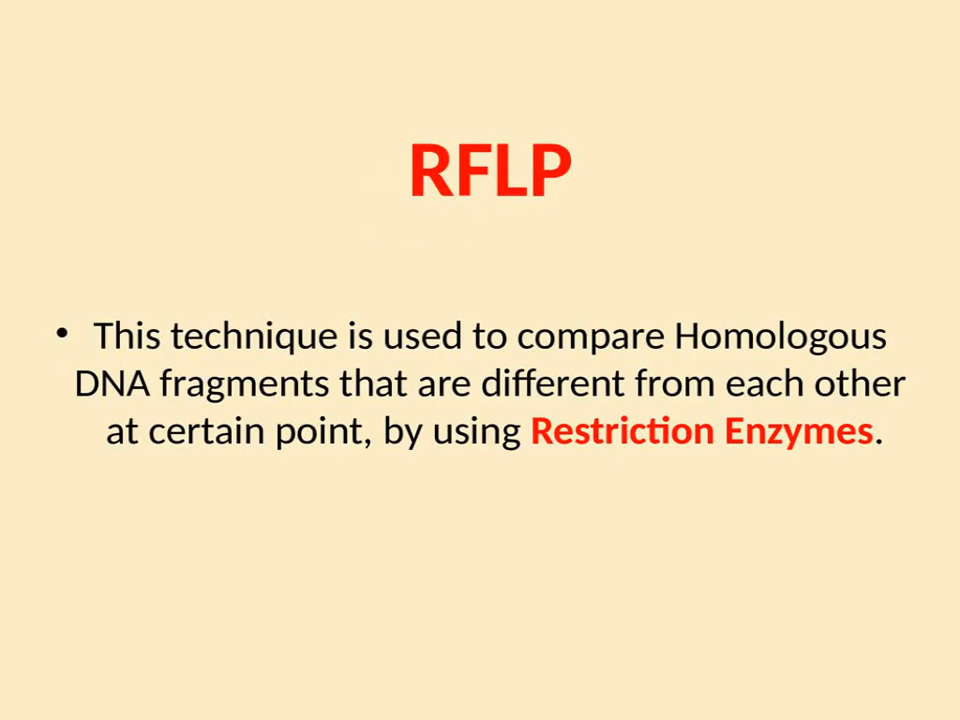 RFLP
• This technique is used to compare Homologous
DNA fragments that are different from each other
at certain point, by using Restriction Enzymes.